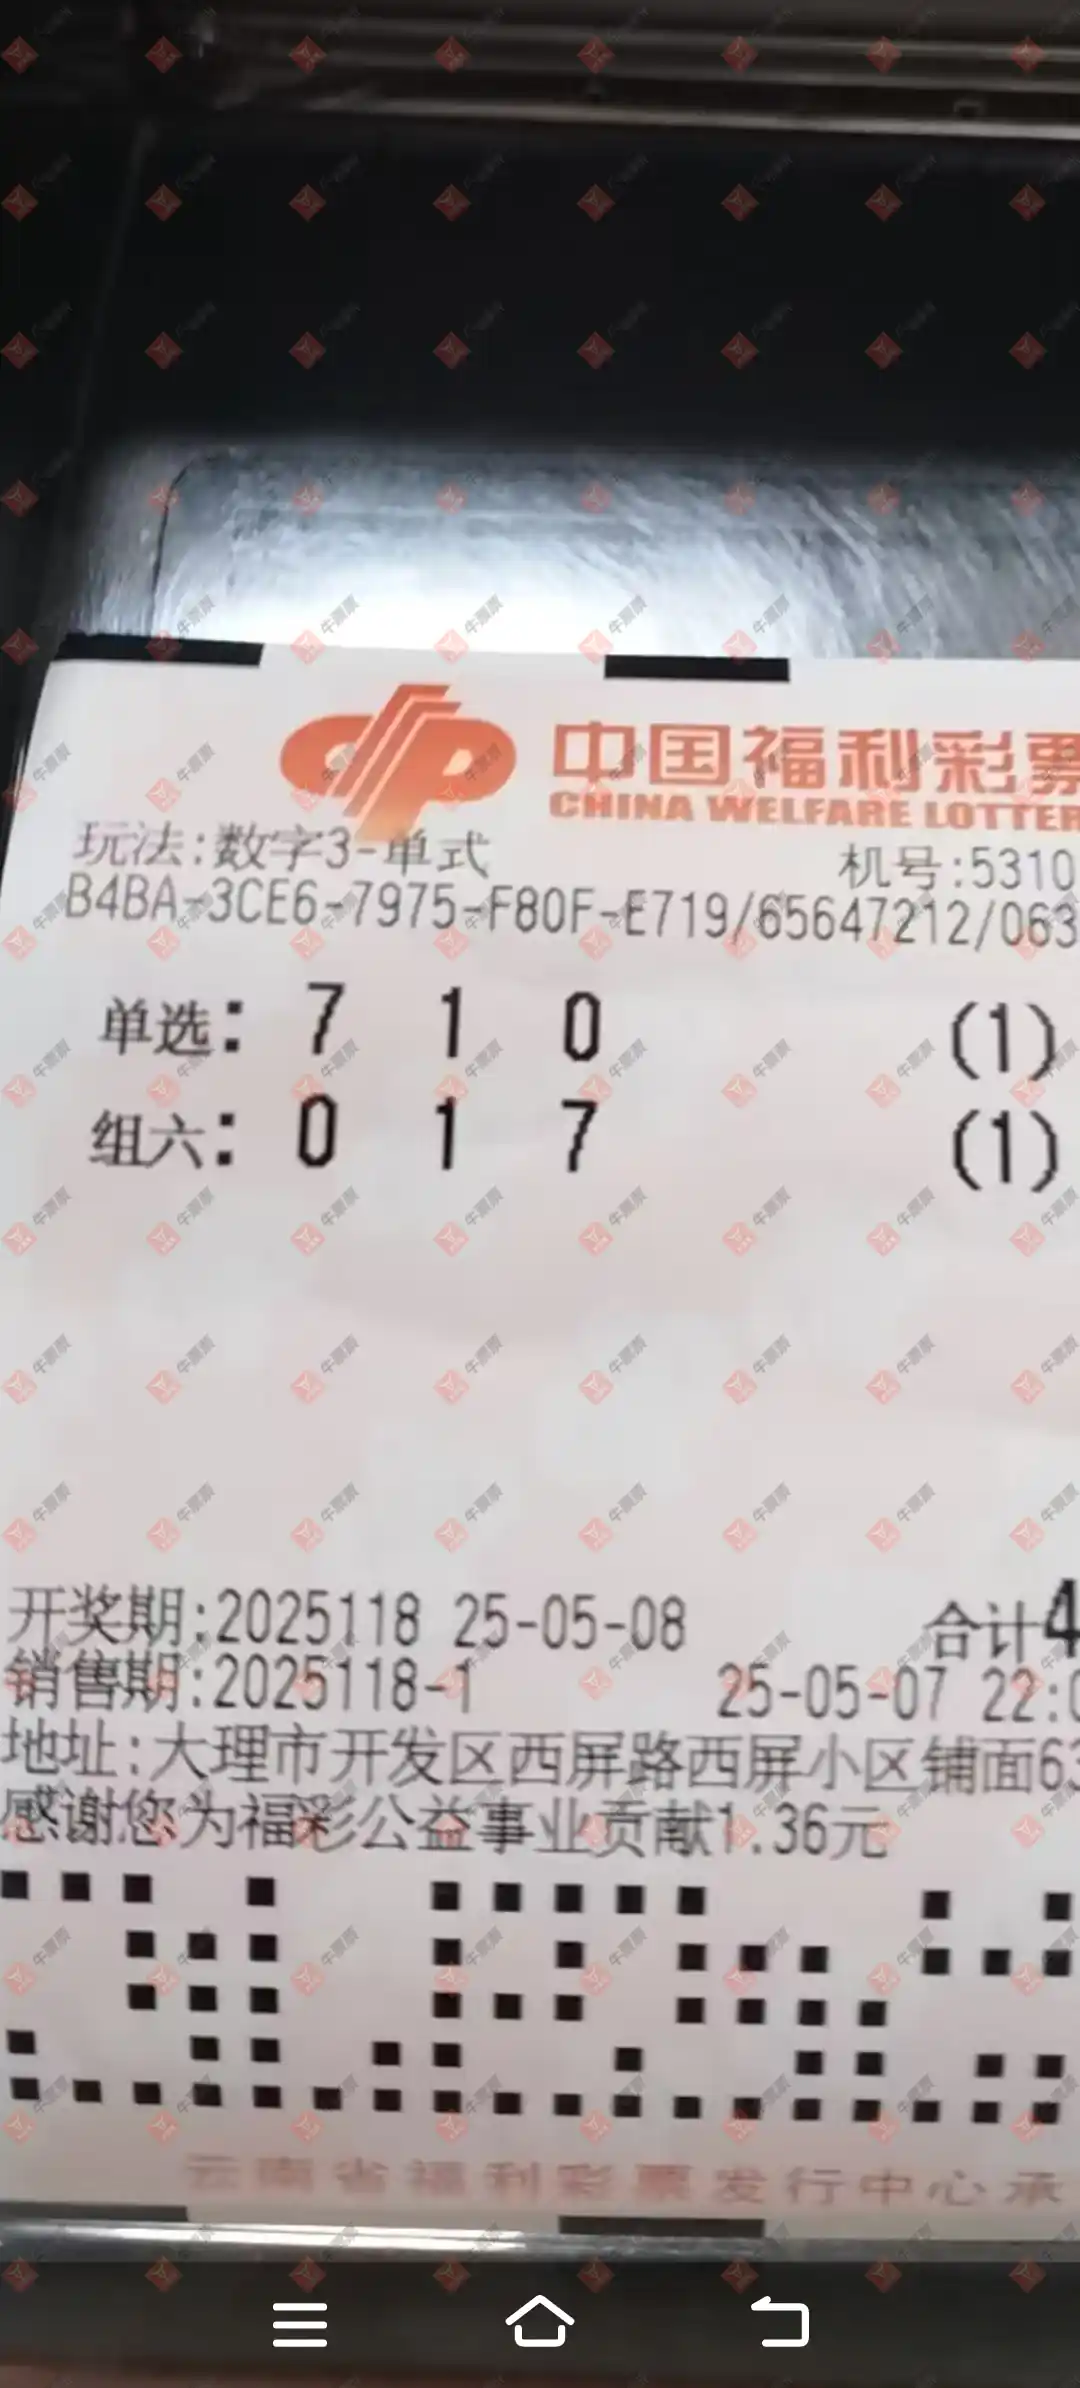 中国福利彩票
CHINA WELFARE LOTTER
玩法:数字3-单式
机号:5310
B4BA-3CE6-7975-F80F-E719/65647212/063
单选: 7 1 0 (1)
组六: 0 1 7 (1)
开奖期:2025118 25-05-08 合计4
销售期:2025118-1 25-05-07 22:0
地址:大理市开发区西屏路西屏小区铺面63
感谢您为福彩公益事业贡献1.36元
云南省福利彩票发行中心承
牛票票